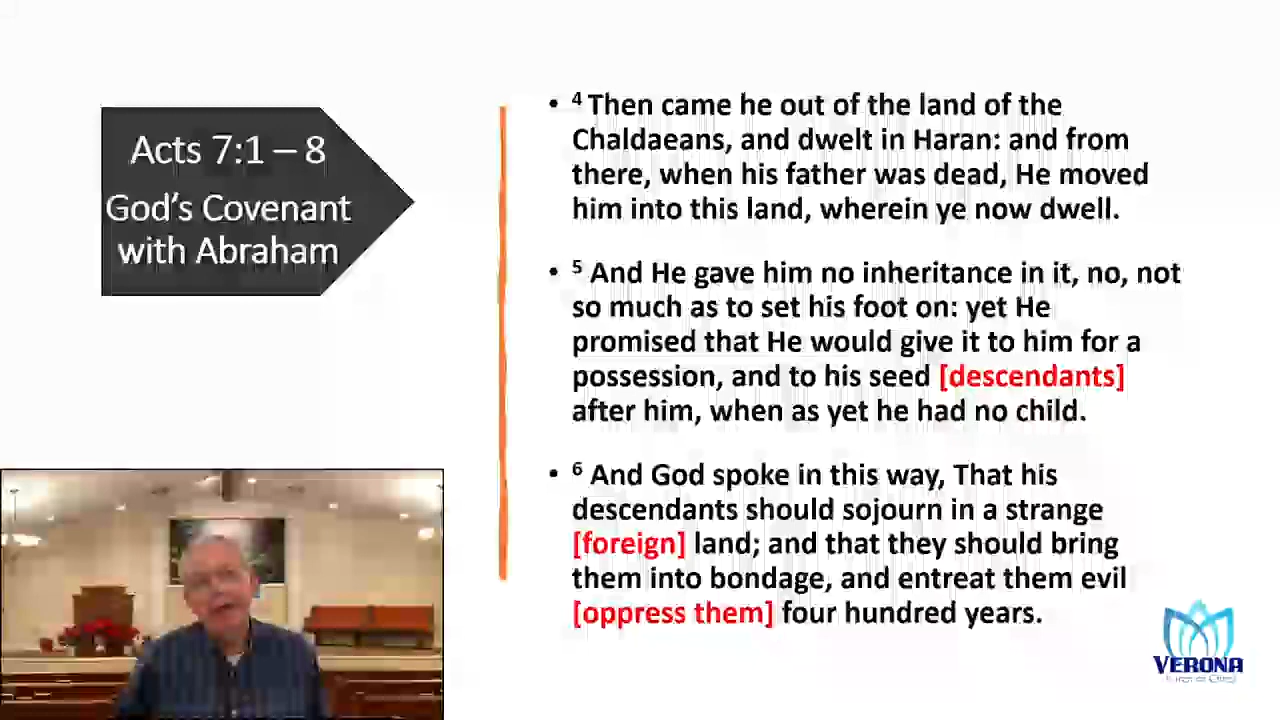 Acts 7:1 – 8
God's Covenant
with Abraham
• ⁴ Then came he out of the land of the
Chaldaeans, and dwelt in Haran: and from
there, when his father was dead, He moved
him into this land, wherein ye now dwell.
• ⁵ And He gave him no inheritance in it, no, not
so much as to set his foot on: yet He
promised that He would give it to him for a
possession, and to his seed [descendants]
after him, when as yet he had no child.
• ⁶ And God spoke in this way, That his
descendants should sojourn in a strange
[foreign] land; and that they should bring
them into bondage, and entreat them evil
[oppress them] four hundred years.
VERONA